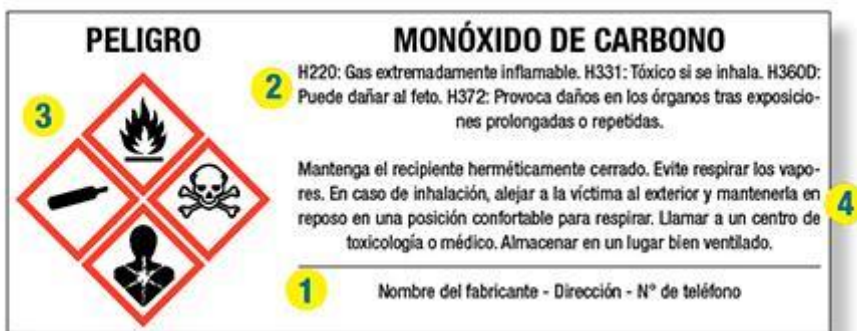 PELIGRO
MONÓXIDO DE CARBONO
2
H220: Gas extremadamente inflamable. H331: Tóxico si se inhala. H360D:
Puede dañar al feto. H372: Provoca daños en los órganos tras exposicio-
nes prolongadas o repetidas.
3
Mantenga el recipiente herméticamente cerrado. Evite respirar los vapo-
res. En caso de inhalación, alejar a la víctima al exterior y mantenerla en
reposo en una posición confortable para respirar. Llamar a un centro de
toxicología o médico. Almacenar en un lugar bien ventilado.
4
1
Nombre del fabricante - Dirección - N° de teléfono